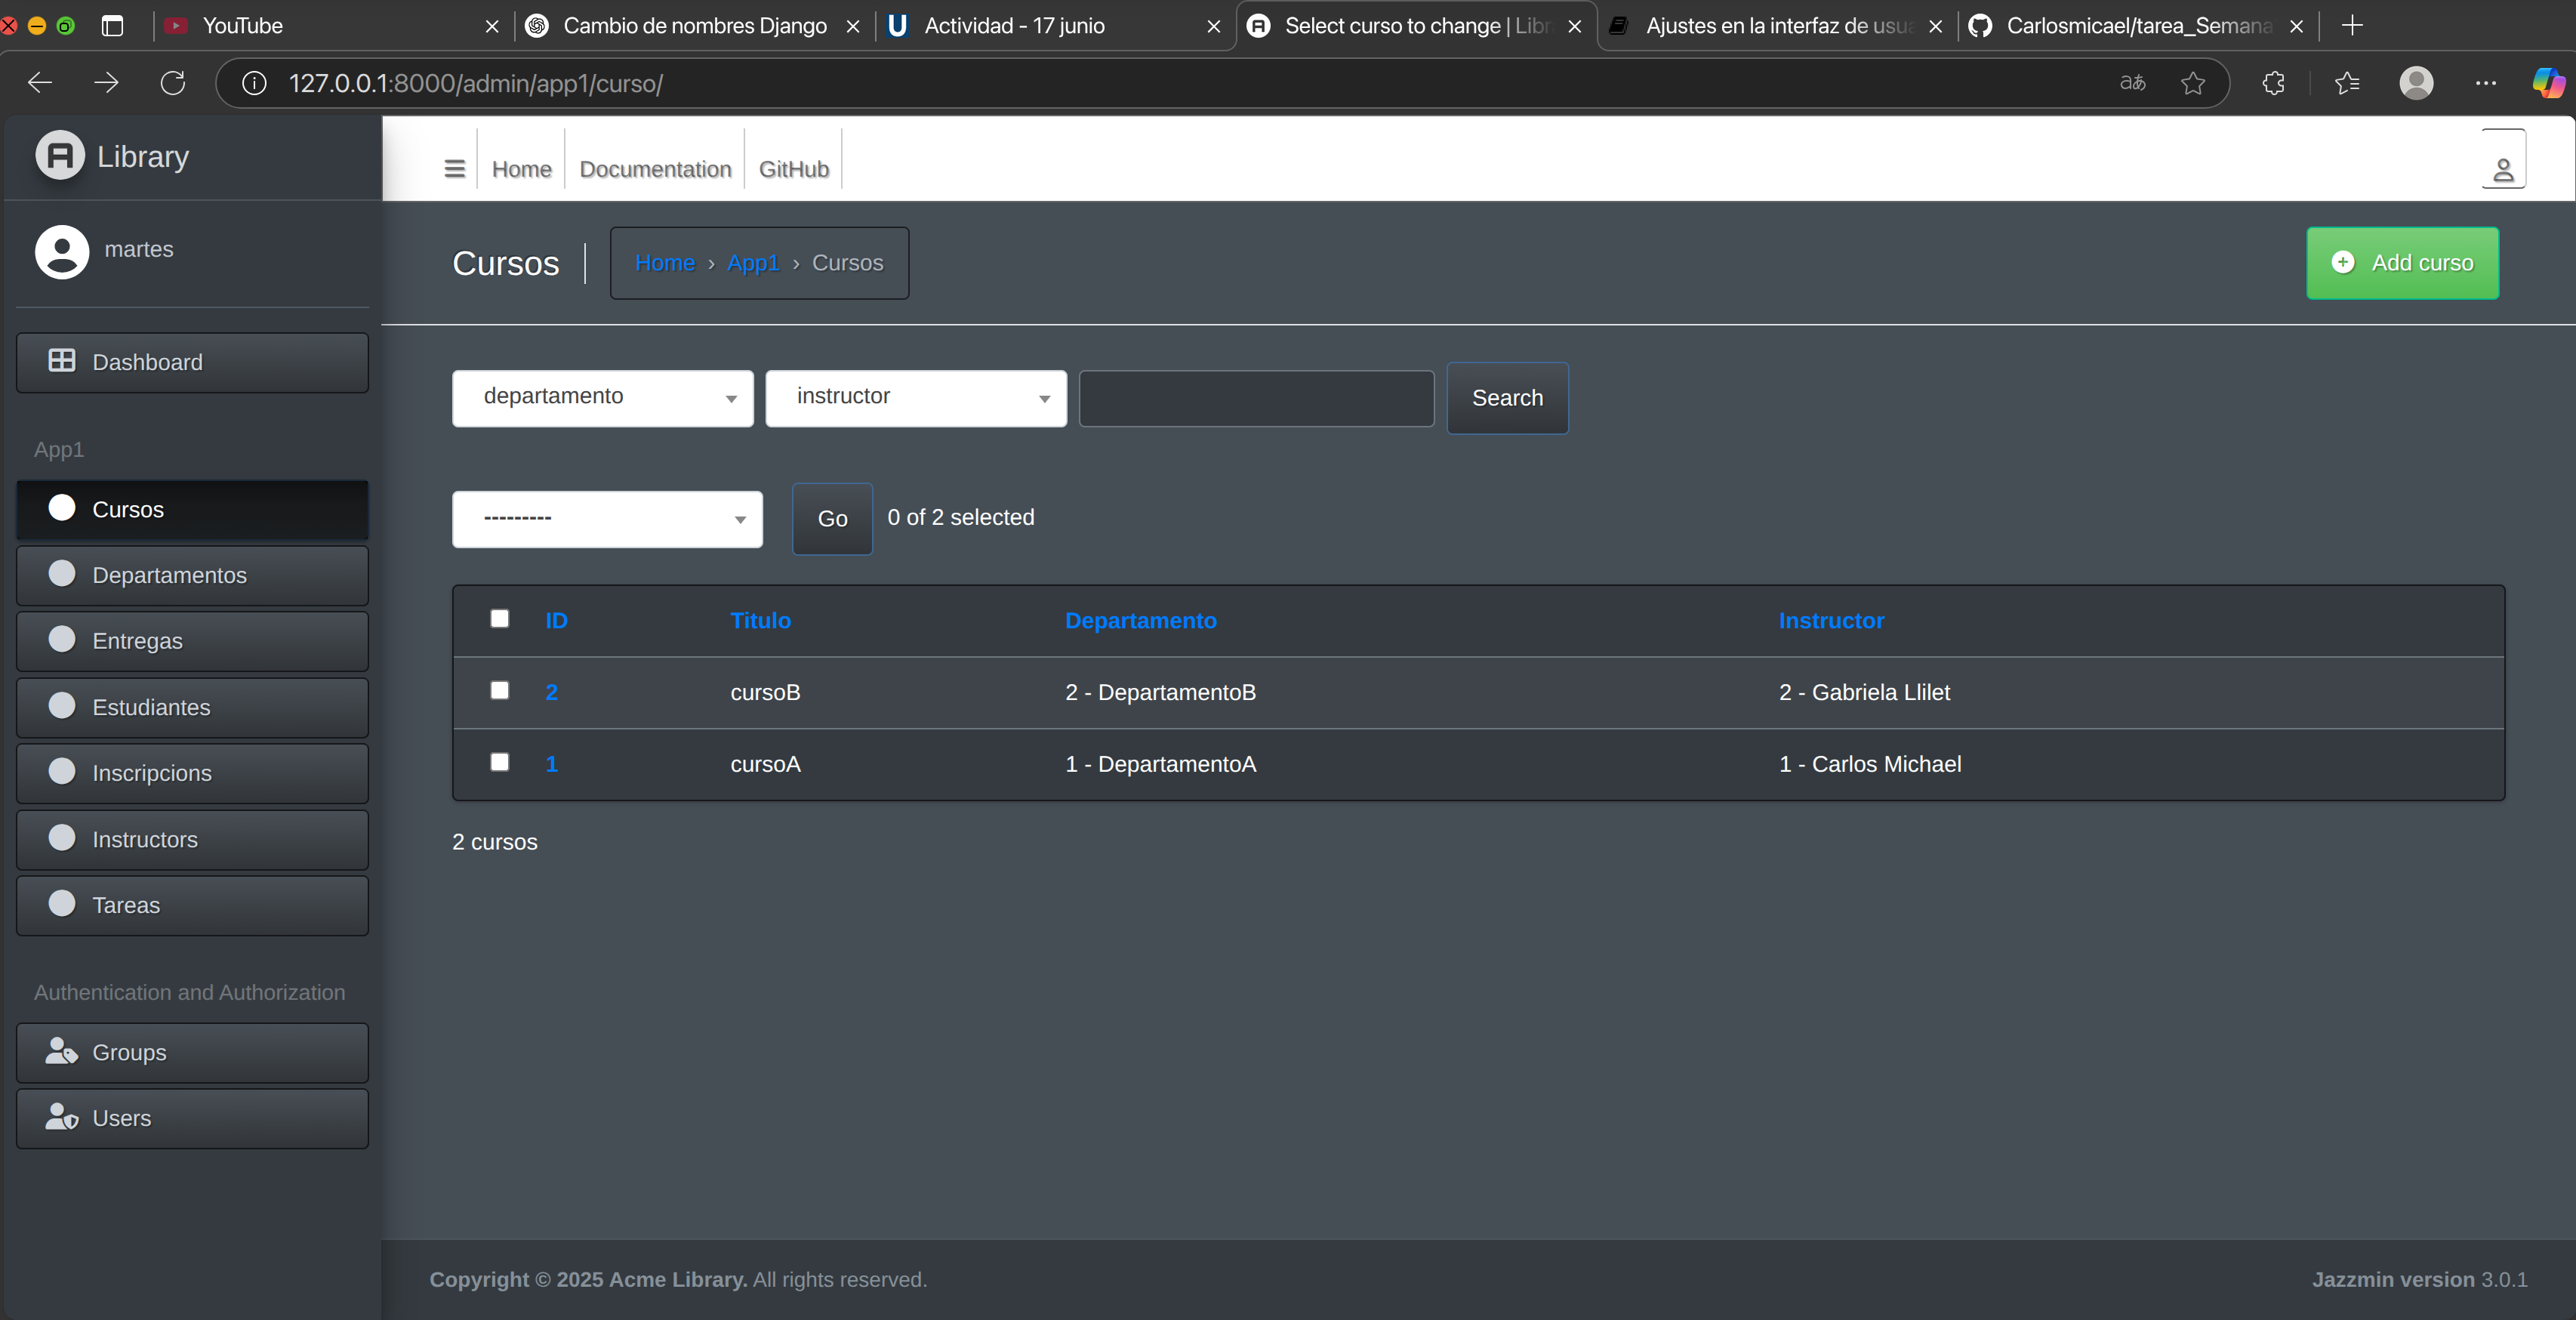 YouTube
Cambio de nombres Django
Actividad - 17 junio
Select curso to change | Libr
Ajustes en la interfaz de usua
Carlosmicael/tarea_Semana
127.0.0.1:8000/admin/app1/curso/
Library
Home
Documentation
GitHub
martes
Cursos
Home › App1 › Cursos
Add curso
Dashboard
departamento
instructor
Search
App1
Cursos
---------
Go
0 of 2 selected
Departamentos
Entregas
Estudiantes
Inscripcions
Instructors
Tareas
ID Titulo Departamento Instructor
2 cursoB 2 - DepartamentoB 2 - Gabriela Llilet
1 cursoA 1 - DepartamentoA 1 - Carlos Michael
2 cursos
Authentication and Authorization
Groups
Users
Copyright © 2025 Acme Library. All rights reserved.
Jazzmin version 3.0.1